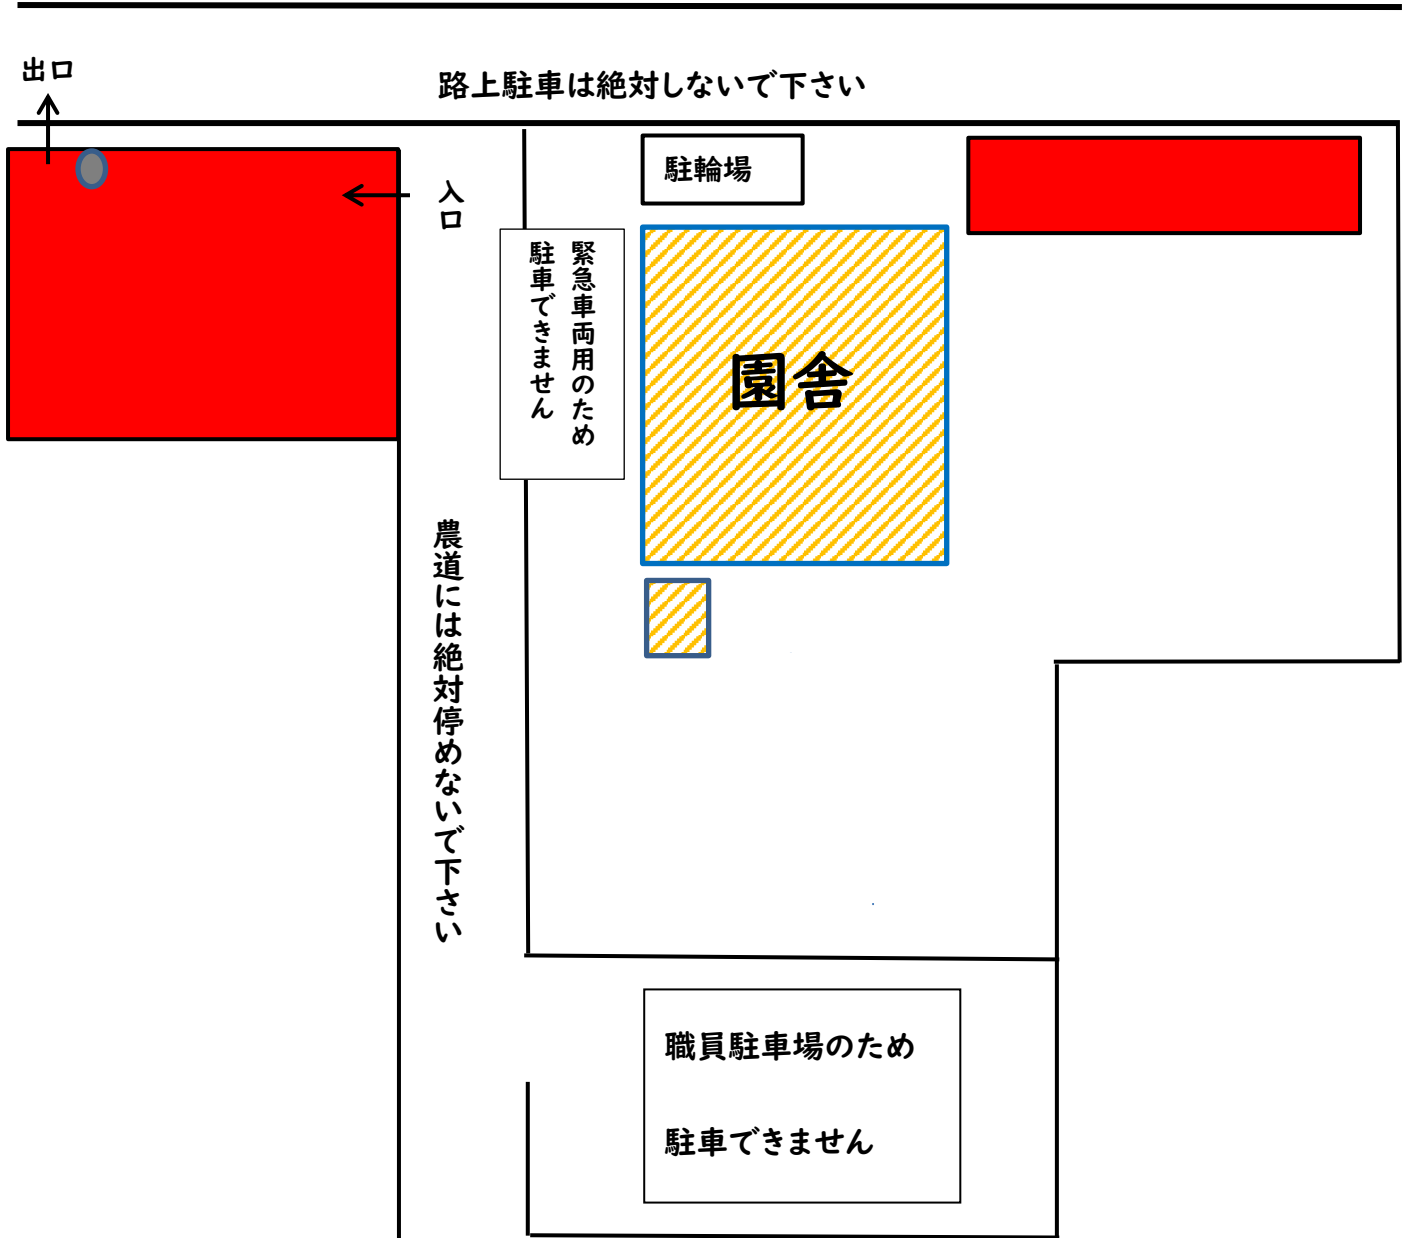 出口
路上駐車は絶対しないで下さい
駐輪場
入口
緊急車両用のため
駐車できません
園舎
農道には絶対停めないで下さい
職員駐車場のため
駐車できません